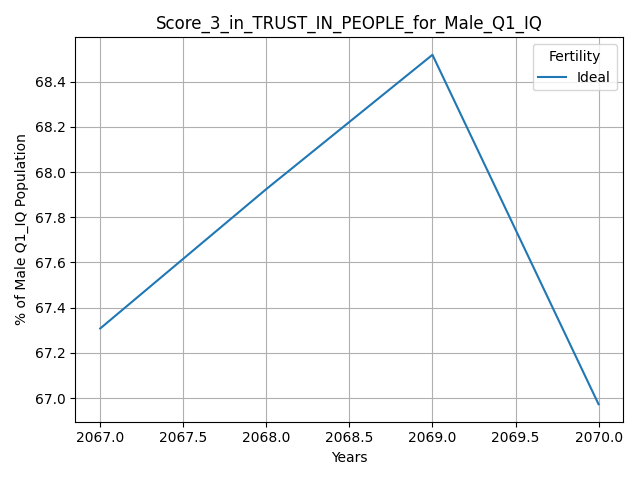 Score_3_in_TRUST_IN_PEOPLE_for_Male_Q1_IQ
Fertility
Ideal
% of Male Q1_IQ Population
68.4
68.2
68.0
67.8
67.6
67.4
67.2
67.0
2067.0 2067.5 2068.0 2068.5 2069.0 2069.5 2070.0
Years